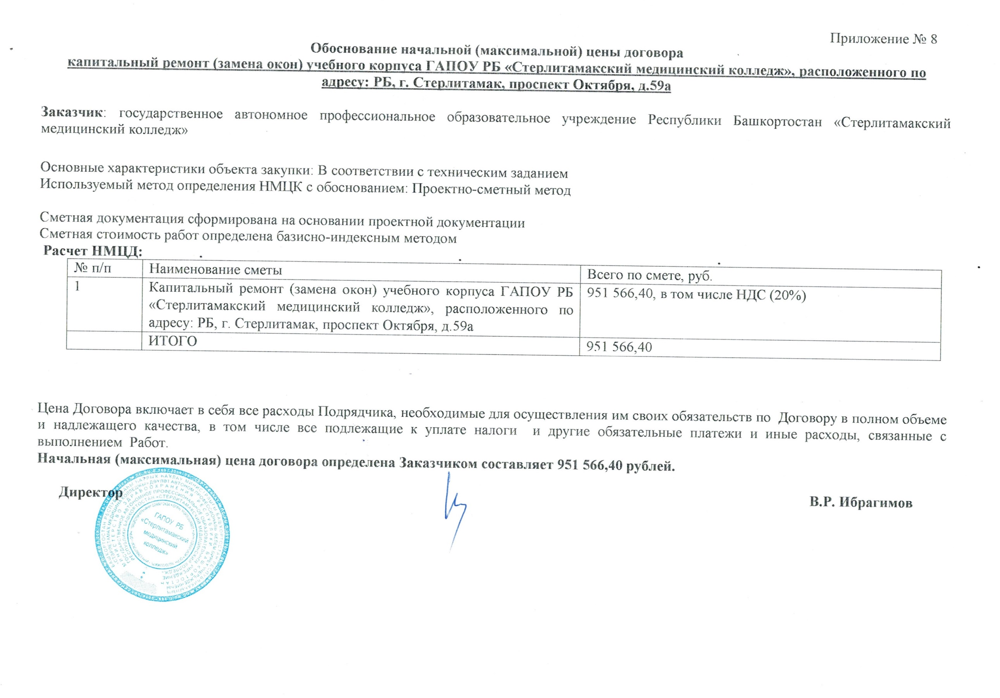 Приложение № 8
Обоснование начальной (максимальной) цены договора
капитальный ремонт (замена окон) учебного корпуса ГАПОУ РБ «Стерлитамакский медицинский колледж», расположенного по
адресу: РБ, г. Стерлитамак, проспект Октября, д.59а
Заказчик: государственное автономное профессиональное образовательное учреждение Республики Башкортостан «Стерлитамакский
медицинский колледж»
Основные характеристики объекта закупки: В соответствии с техническим заданием
Используемый метод определения НМЦК с обоснованием: Проектно-сметный метод
Сметная документация сформирована на основании проектной документации
Сметная стоимость работ определена базисно-индексным методом
Расчет НМЦД:
№ п/п Наименование сметы Всего по смете, руб.
1 Капитальный ремонт (замена окон) учебного корпуса ГАПОУ РБ 951 566,40, в том числе НДС (20%)
«Стерлитамакский медицинский колледж», расположенного по
адресу: РБ, г. Стерлитамак, проспект Октября, д.59а
ИТОГО 951 566,40
Цена Договора включает в себя все расходы Подрядчика, необходимые для осуществления им своих обязательств по Договору в полном объеме
и надлежащего качества, в том числе все подлежащие к уплате налоги и другие обязательные платежи и иные расходы, связанные с
выполнением Работ.
Начальная (максимальная) цена договора определена Заказчиком составляет 951 566,40 рублей.
Директор В.Р. Ибрагимов
ГАПОУ РБ
«Стерлитамакский
медицинский
колледж»